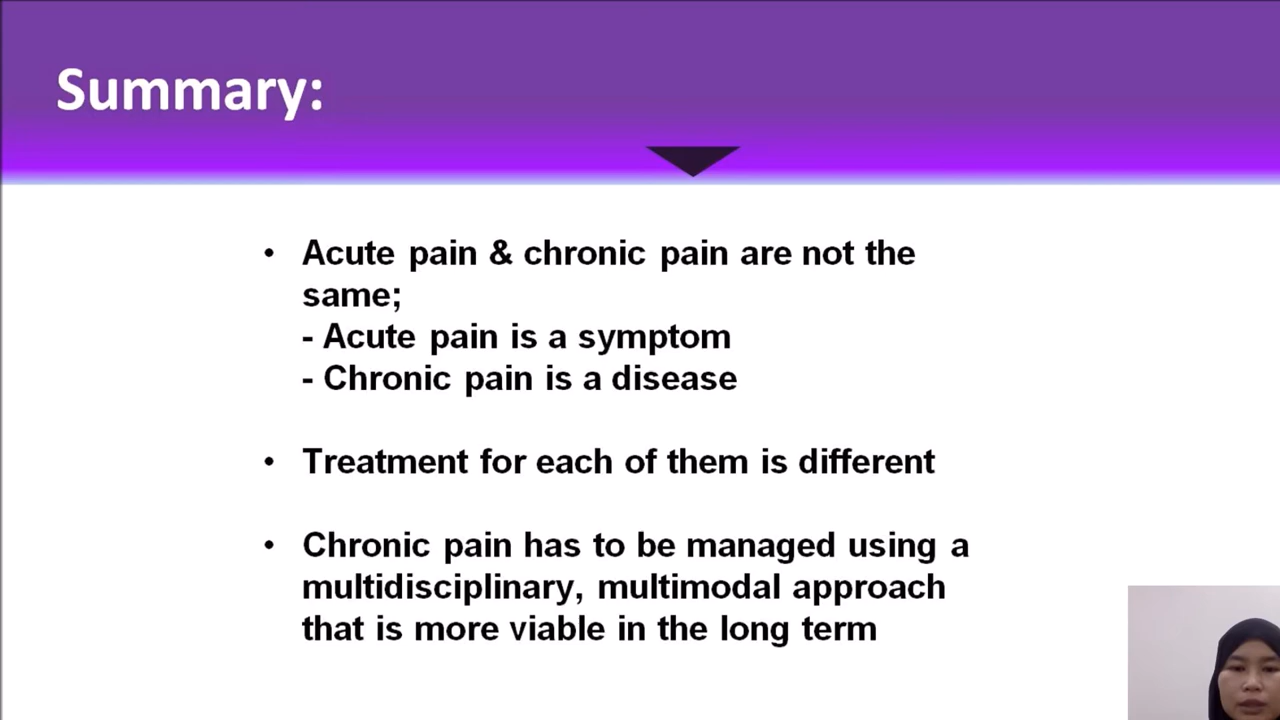 Summary:
• Acute pain & chronic pain are not the
same;
- Acute pain is a symptom
- Chronic pain is a disease
• Treatment for each of them is different
• Chronic pain has to be managed using a
multidisciplinary, multimodal approach
that is more viable in the long term